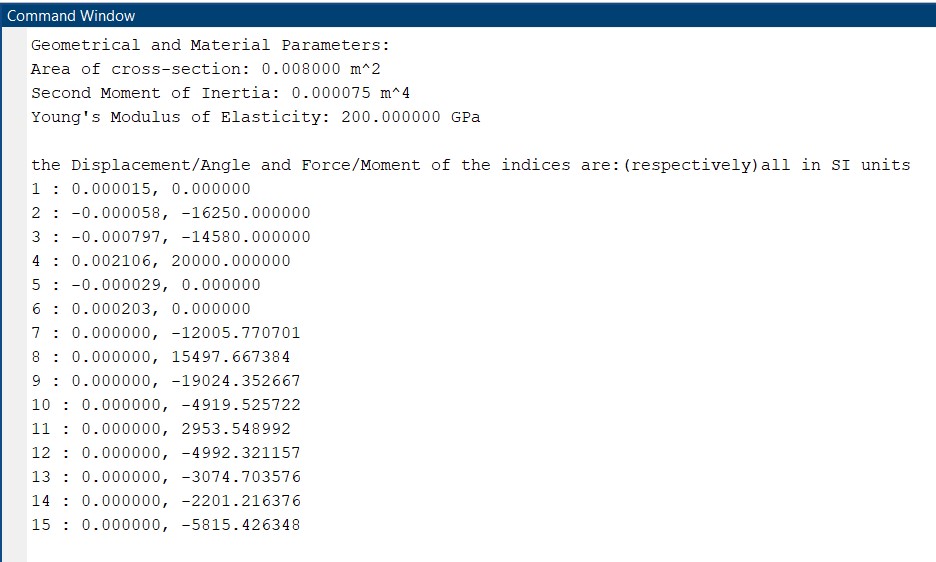 Command Window
Geometrical and Material Parameters:
Area of cross-section: 0.008000 m^2
Second Moment of Inertia: 0.000075 m^4
Young's Modulus of Elasticity: 200.000000 GPa
the Displacement/Angle and Force/Moment of the indices are:(respectively)all in SI units
1 : 0.000015, 0.000000
2 : -0.000058, -16250.000000
3 : -0.000797, -14580.000000
4 : 0.002106, 20000.000000
5 : -0.000029, 0.000000
6 : 0.000203, 0.000000
7 : 0.000000, -12005.770701
8 : 0.000000, 15497.667384
9 : 0.000000, -19024.352667
10 : 0.000000, -4919.525722
11 : 0.000000, 2953.548992
12 : 0.000000, -4992.321157
13 : 0.000000, -3074.703576
14 : 0.000000, -2201.216376
15 : 0.000000, -5815.426348